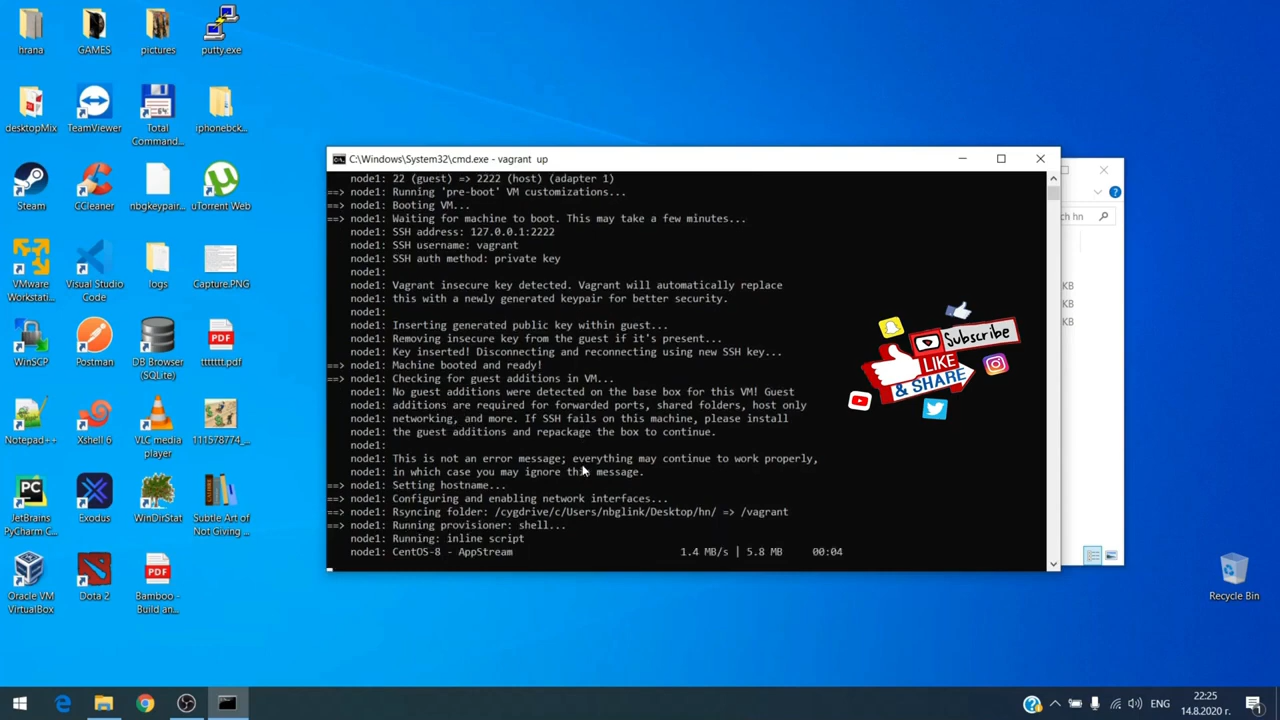 hrana
GAMES
pictures
putty.exe
desktopMix
TeamViewer
Total
Command...
iphonebck...
Steam
CCleaner
nbgkeypair...
uTorrent Web
VMware
Workstati...
Visual Studio
Code
logs
Capture.PNG
WinSCP
Postman
DB Browser
(SQLite)
ttttttt.pdf
Notepad++
Xshell 6
VLC media
player
111578774_...
JetBrains
PyCharm C...
Exodus
WinDirStat
Subtle Art of
Not Giving ...
Oracle VM
VirtualBox
Dota 2
Bamboo -
Build an...
C:\Windows\System32\cmd.exe - vagrant  up
node1: 22 (guest) => 2222 (host) (adapter 1)
==> node1: Running 'pre-boot' VM customizations...
==> node1: Booting VM...
==> node1: Waiting for machine to boot. This may take a few minutes...
node1: SSH address: 127.0.0.1:2222
node1: SSH username: vagrant
node1: SSH auth method: private key
node1:
node1: Vagrant insecure key detected. Vagrant will automatically replace
node1: this with a newly generated keypair for better security.
node1:
node1: Inserting generated public key within guest...
node1: Removing insecure key from the guest if it's present...
node1: Key inserted! Disconnecting and reconnecting using new SSH key...
==> node1: Machine booted and ready!
==> node1: Checking for guest additions in VM...
node1: No guest additions were detected on the base box for this VM! Guest
node1: additions are required for forwarded ports, shared folders, host only
node1: networking, and more. If SSH fails on this machine, please install
node1: the guest additions and repackage the box to continue.
node1:
node1: This is not an error message; everything may continue to work properly,
node1: in which case you may ignore this message.
==> node1: Setting hostname...
==> node1: Configuring and enabling network interfaces...
==> node1: Rsyncing folder: /cygdrive/c/Users/nbglink/Desktop/hn/ => /vagrant
==> node1: Running provisioner: shell...
node1: Running: inline script
node1: CentOS-8 - AppStream 1.4 MB/s | 5.8 MB 00:04
ch hn
KB
KB
KB
Subscribe
LIKE
& SHARE
Recycle Bin
ЕНГ
22:25
14.8.2020 г.
1